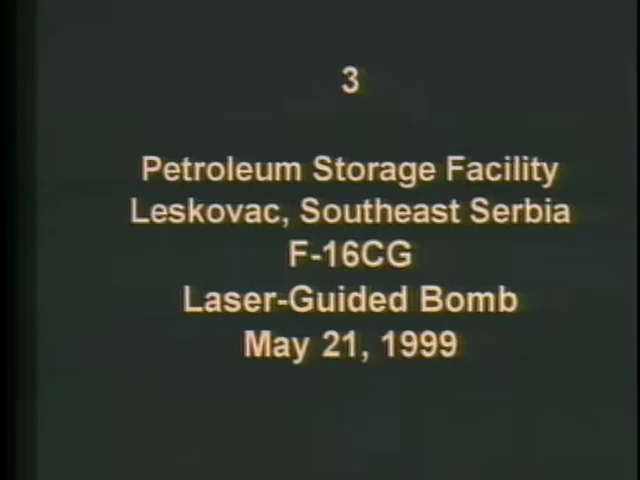 3
Petroleum Storage Facility
Leskovac, Southeast Serbia
F-16CG
Laser-Guided Bomb
May 21, 1999